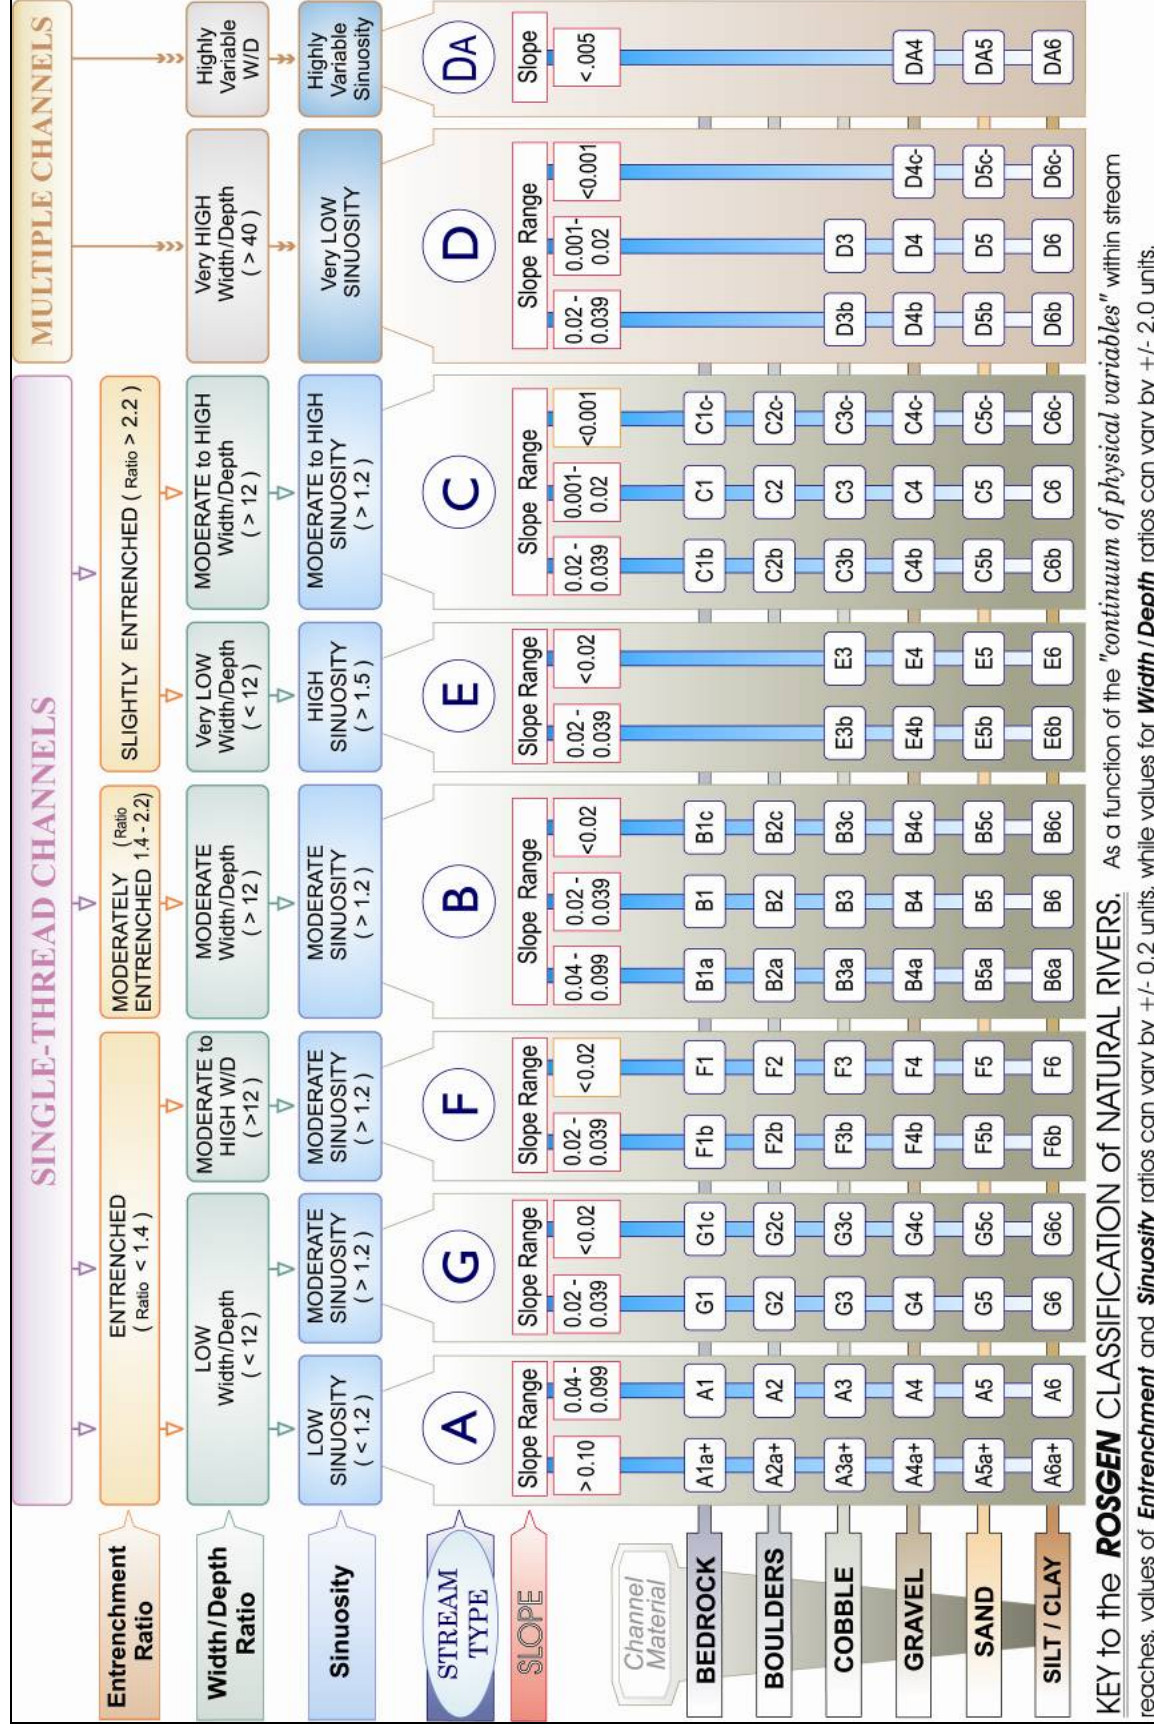 SINGLE-THREAD CHANNELS
MULTIPLE CHANNELS
Entrenchment
Ratio
ENTRENCHED
( Ratio < 1.4 )
MODERATELY ( Ratio
ENTRENCHED 1.4 - 2.2)
SLIGHTLY ENTRENCHED ( Ratio > 2.2 )
Width/Depth
Ratio
LOW
Width/Depth
( < 12 )
MODERATE to
HIGH W/D
( >12 )
MODERATE
Width/Depth
( > 12 )
Very LOW
Width/Depth
( < 12 )
MODERATE to HIGH
Width/Depth
( > 12 )
Very HIGH
Width/Depth
( > 40 )
Highly
Variable
W/D
Sinuosity
LOW
SINUOSITY
( < 1.2 )
MODERATE
SINUOSITY
( > 1.2 )
MODERATE
SINUOSITY
( > 1.2 )
MODERATE
SINUOSITY
( > 1.2 )
HIGH
SINUOSITY
( > 1.5 )
MODERATE to HIGH
SINUOSITY
( > 1.2 )
Very LOW
SINUOSITY
Highly
Variable
Sinuosity
STREAM
TYPE
A G F B E C D DA
SLOPE
Slope Range Slope Range Slope Range Slope Range Slope Range Slope Range Slope Range Slope
>0.10
0.04 -
0.099
0.02 -
0.039
<0.02
0.02 -
0.039
<0.02
0.04 -
0.099
0.02 -
0.039
<0.02
0.02 -
0.039
<0.02
0.02 -
0.039
0.001-
0.02
<0.001
0.02 -
0.039
0.001-
0.02
<0.001
<.005
Channel
Material
BEDROCK A1a+ A1 G1 G1c F1b F1 B1a B1 B1c C1b C1 C1c-
BOULDERS A2a+ A2 G2 G2c F2b F2 B2a B2 B2c C2b C2 C2c-
COBBLE A3a+ A3 G3 G3c F3b F3 B3a B3 B3c E3b E3 C3b C3 C3c- D3b D3
GRAVEL A4a+ A4 G4 G4c F4b F4 B4a B4 B4c E4b E4 C4b C4 C4c- D4b D4 D4c- DA4
SAND A5a+ A5 G5 G5c F5b F5 B5a B5 B5c E5b E5 C5b C5 C5c- D5b D5 D5c- DA5
SILT / CLAY A6a+ A6 G6 G6c F6b F6 B6a B6 B6c E6b E6 C6b C6 C6c- D6b D6 D6c- DA6
KEY to the ROSGEN CLASSIFICATION of NATURAL RIVERS. As a function of the "continuum of physical variables" within stream
reaches, values of Entrenchment and Sinuosity ratios can vary by +/- 0.2 units, while values for Width / Depth ratios can vary by +/- 2.0 units.